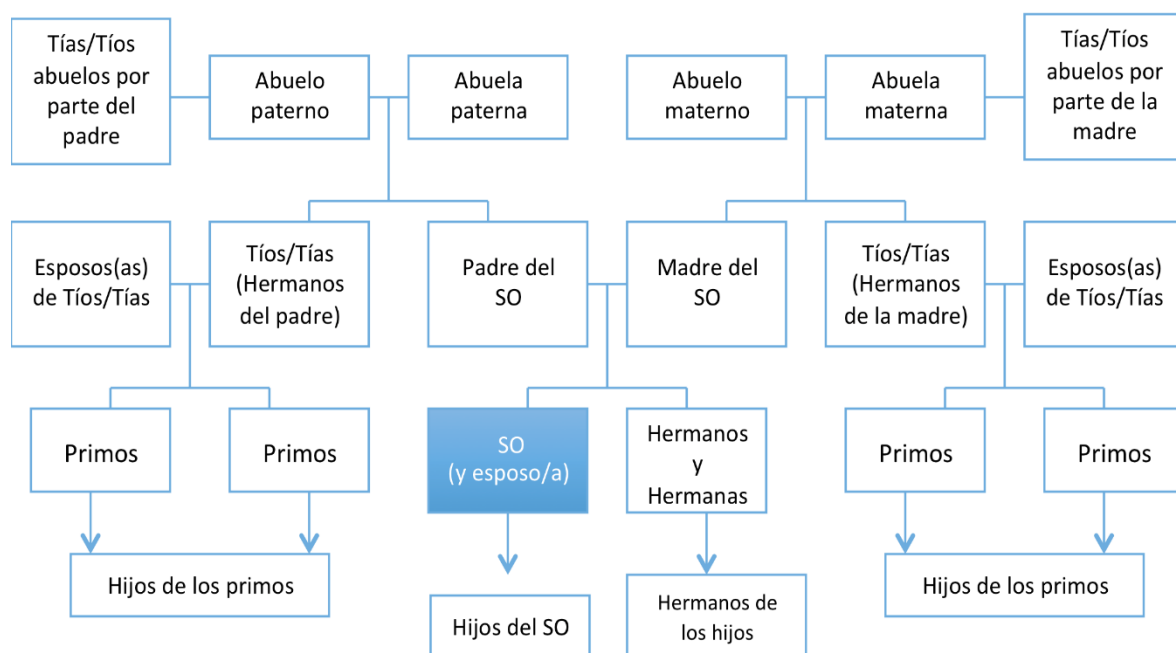 Tías/Tíos
abuelos por
parte del
padre
Abuelo
paterno
Abuela
paterna
Abuelo
materno
Abuela
materna
Tías/Tíos
abuelos por
parte de la
madre
Esposos(as)
de Tíos/Tías
Tíos/Tías
(Hermanos
del padre)
Padre del
SO
Madre del
SO
Tíos/Tías
(Hermanos
de la madre)
Esposos(as)
de Tíos/Tías
Primos
Primos
SO
(y esposo/a)
Hermanos
y
Hermanas
Primos
Primos
Hijos de los primos
Hijos del SO
Hermanos de
los hijos
Hijos de los primos